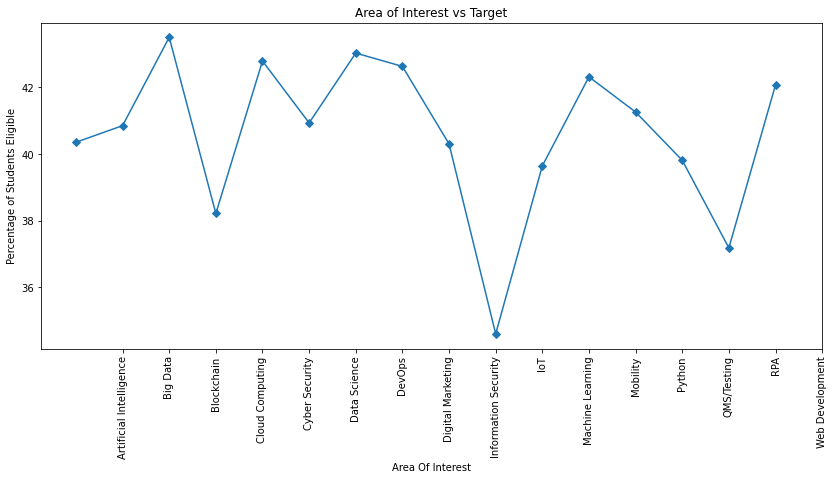 Area of Interest vs Target
Percentage of Students Eligible
42
40
38
36
Artificial Intelligence
Big Data
Blockchain
Cloud Computing
Cyber Security
Data Science
DevOps
Digital Marketing
Information Security
IoT
Machine Learning
Mobility
Python
QMS/Testing
RPA
Web Development
Area Of Interest